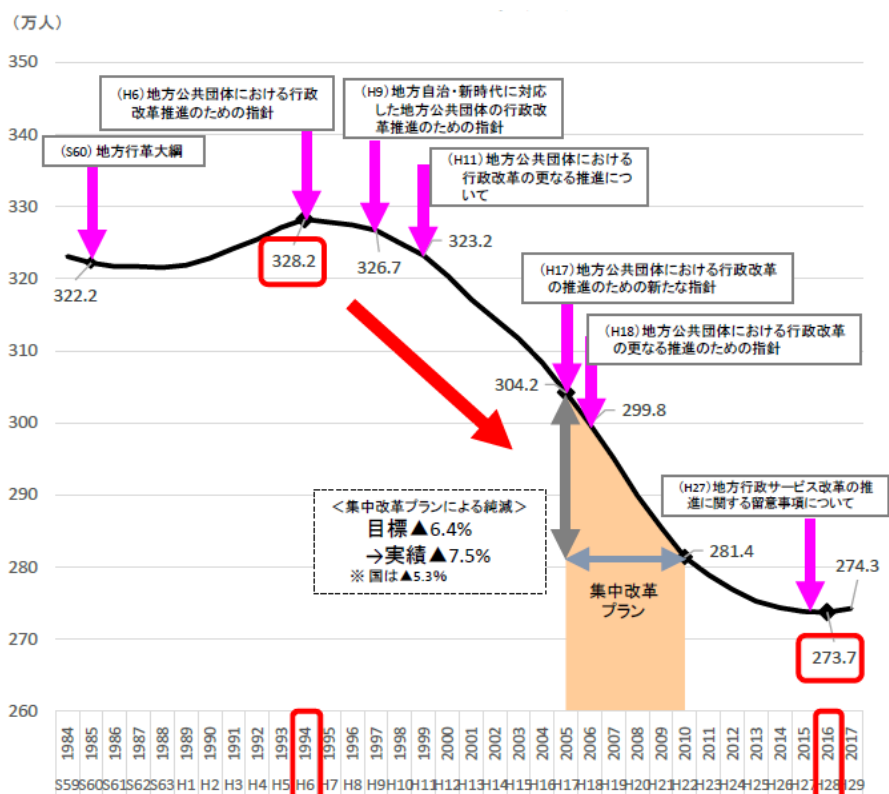 （万人）
350
340
330
320
310
300
290
280
270
260
（S60）地方行革大綱
（H6）地方公共団体における行政
改革推進のための指針
（H9）地方自治・新時代に対応
した地方公共団体の行政改
革推進のための指針
（H11）地方公共団体における
行政改革の更なる推進につ
いて
（H17）地方公共団体における行政改革
の推進のための新たな指針
（H18）地方公共団体における行政改革
の更なる推進のための指針
（H27）地方行政サービス改革の推
進に関する留意事項について
322.2
328.2
326.7
323.2
304.2
299.8
281.4
274.3
273.7
＜集中改革プランによる純減＞
目標▲6.4%
→実績▲7.5%
※ 国は▲5.3%
集中改革
プラン
1984 1985 1986 1987 1988 1989 1990 1991 1992 1993 1994 1995 1996 1997 1998 1999 2000 2001 2002 2003 2004 2005 2006 2007 2008 2009 2010 2011 2012 2013 2014 2015 2016 2017
S59 S60 S61 S62 S63 H1 H2 H3 H4 H5 H6 H7 H8 H9 H10 H11 H12 H13 H14 H15 H16 H17 H18 H19 H20 H21 H22 H23 H24 H25 H26 H27 H28 H29